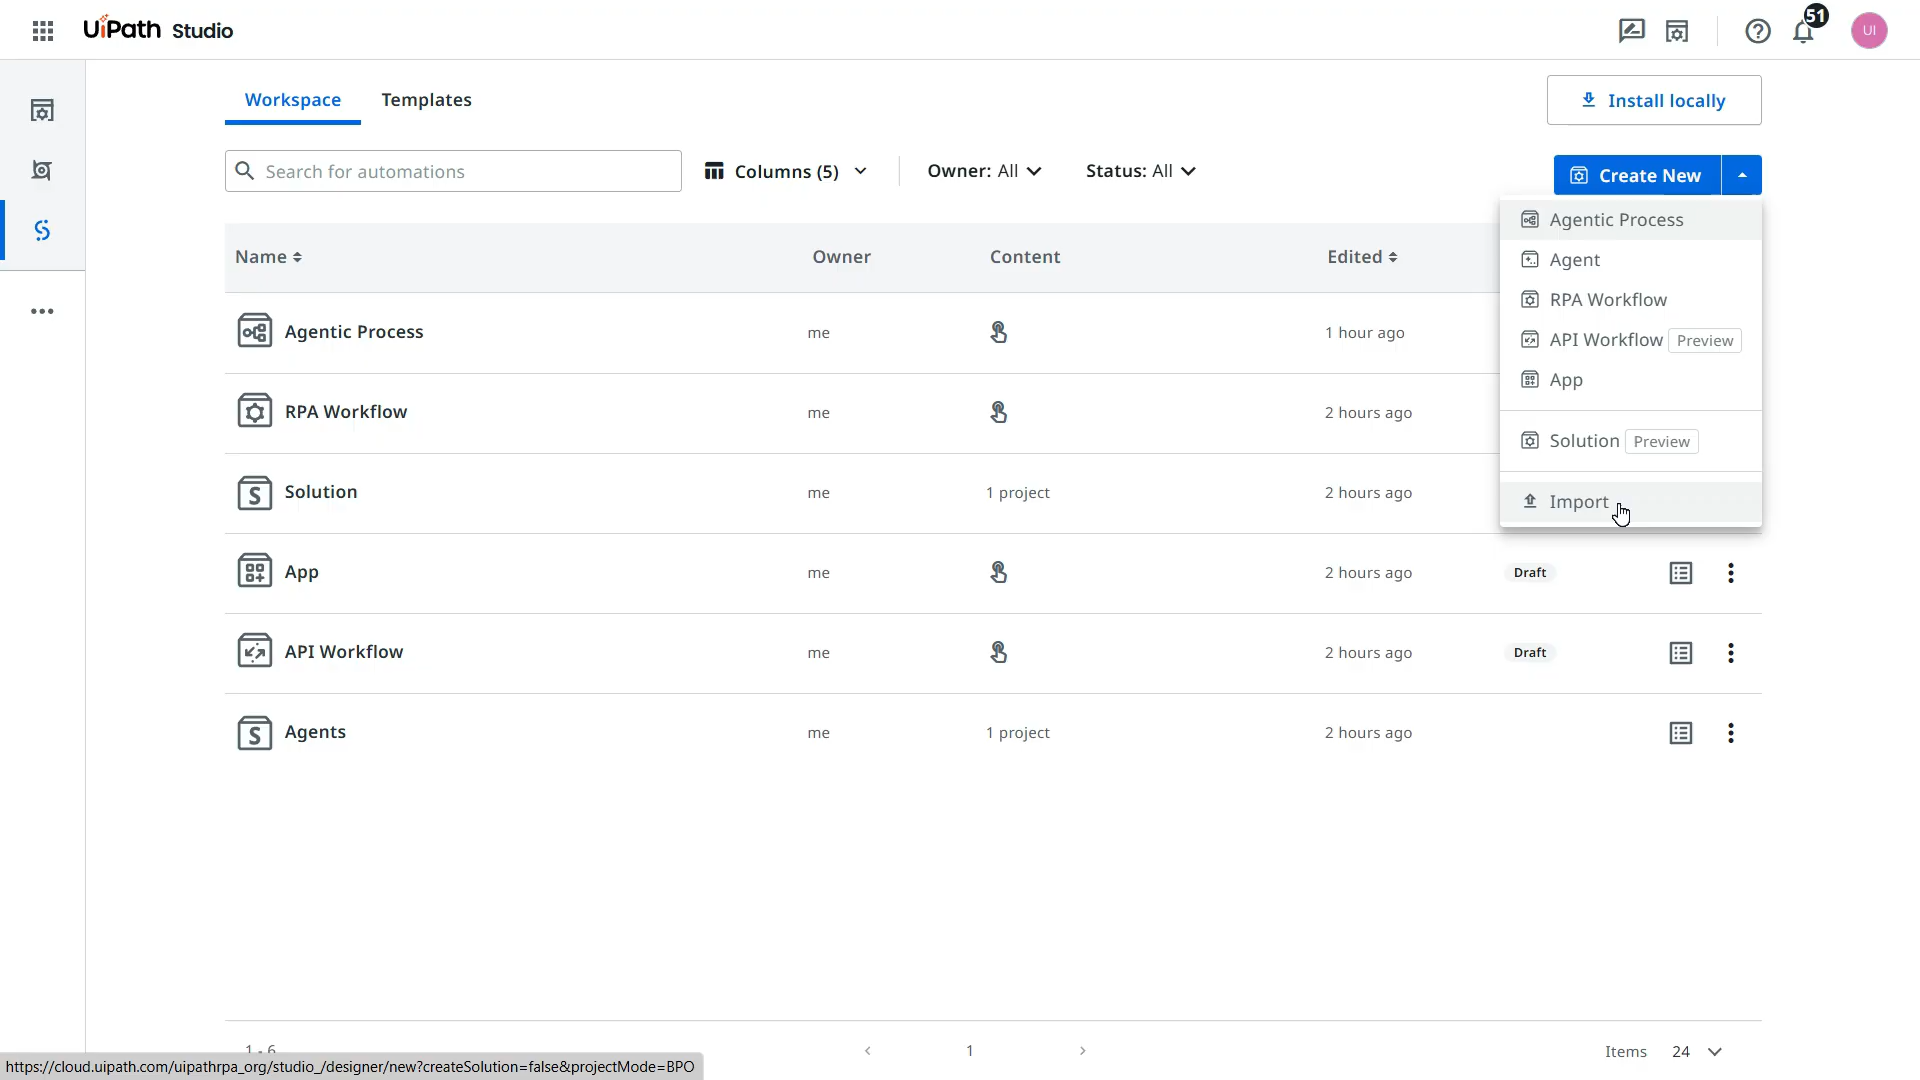 UiPath Studio
51
UI
Workspace
Templates
Install locally
Search for automations
Columns (5)
Owner: All
Status: All
Create New
Agentic Process
Agent
RPA Workflow
API Workflow Preview
App
Solution Preview
Import
Name
Owner
Content
Edited
Agentic Process
me
1 hour ago
RPA Workflow
me
2 hours ago
Solution
me
1 project
2 hours ago
App
me
2 hours ago
Draft
API Workflow
me
2 hours ago
Draft
Agents
me
1 project
2 hours ago
1 - 6
1
Items 24
https://cloud.uipath.com/uipathrpa_org/studio_/designer/new?createSolution=false&projectMode=BPO